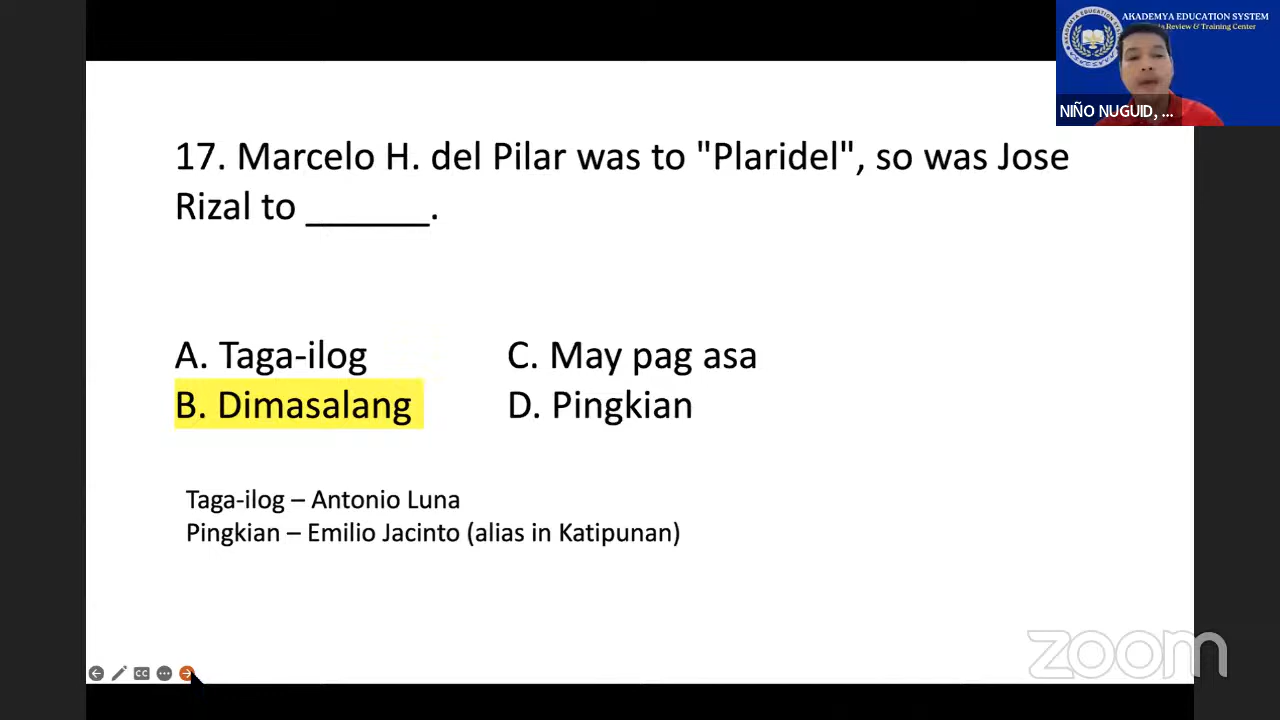 AKADEMYA EDUCATION SYSTEM
Review & Training Center
NIÑO NUGUID, ...
17. Marcelo H. del Pilar was to "Plaridel", so was Jose
Rizal to ______.
A. Taga-ilog
C. May pag asa
B. Dimasalang
D. Pingkian
Taga-ilog – Antonio Luna
Pingkian – Emilio Jacinto (alias in Katipunan)
CC
zoom